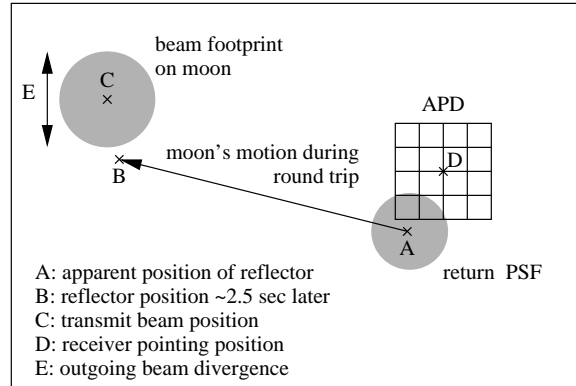 beam footprint
on moon
C
E
APD
D
moon's motion during
round trip
B
A
return PSF
A: apparent position of reflector
B: reflector position ~2.5 sec later
C: transmit beam position
D: receiver pointing position
E: outgoing beam divergence